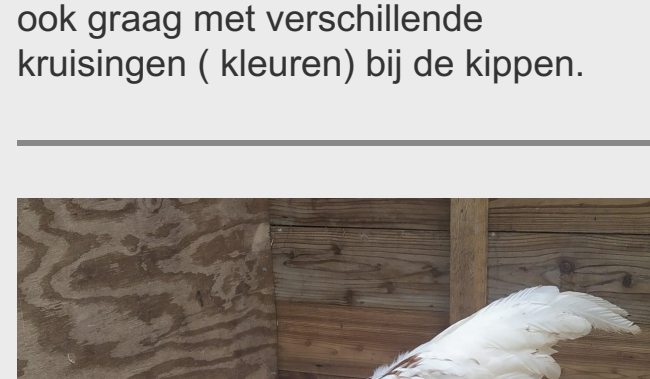 ook graag met verschillende
kruisingen ( kleuren) bij de kippen.